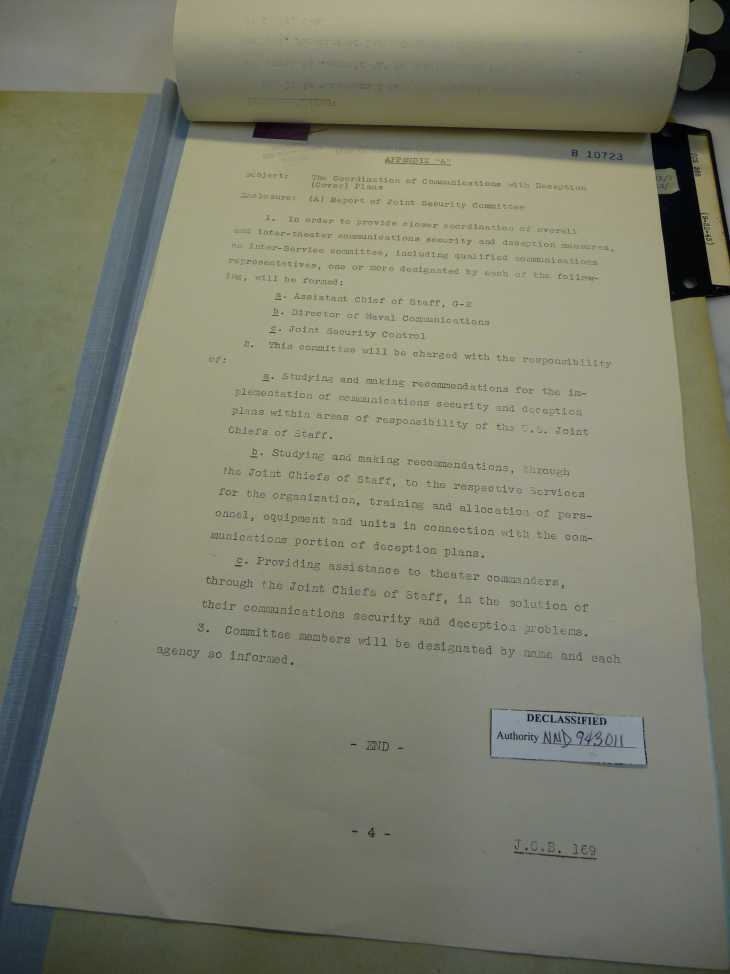 B 10723
APPENDIX "A"
Subject: The Coordination of Communications with Deception
(Cover) Plans
Enclosure: (A) Report of Joint Security Committee
1. In order to provide closer coordination of overall
and inter-theater communications security and deception measures,
an inter-Service committee, including qualified communications
representatives, one or more designated by each of the follow-
ing, will be formed:
a. Assistant Chief of Staff, G-2
b. Director of Naval Communications
c. Joint Security Control
This committee will be charged with the responsibility
of:
a. Studying and making recommendations for the im-
plementation of communications security and deception
plans within areas of responsibility of the U.S. Joint
Chiefs of Staff.
b. Studying and making recommendations, through
the Joint Chiefs of Staff, to the respective Services
for the organization, training and allocation of pers-
onnel, equipment and units in connection with the com-
munications portion of deception plans.
c. Providing assistance to theater commanders,
through the Joint Chiefs of Staff, in the solution of
their communications security and deception problems.
3. Committee members will be designated by name and each
agency so informed.
- END -
DECLASSIFIED
Authority NND 943011
- 4 -
J.C.B. 169